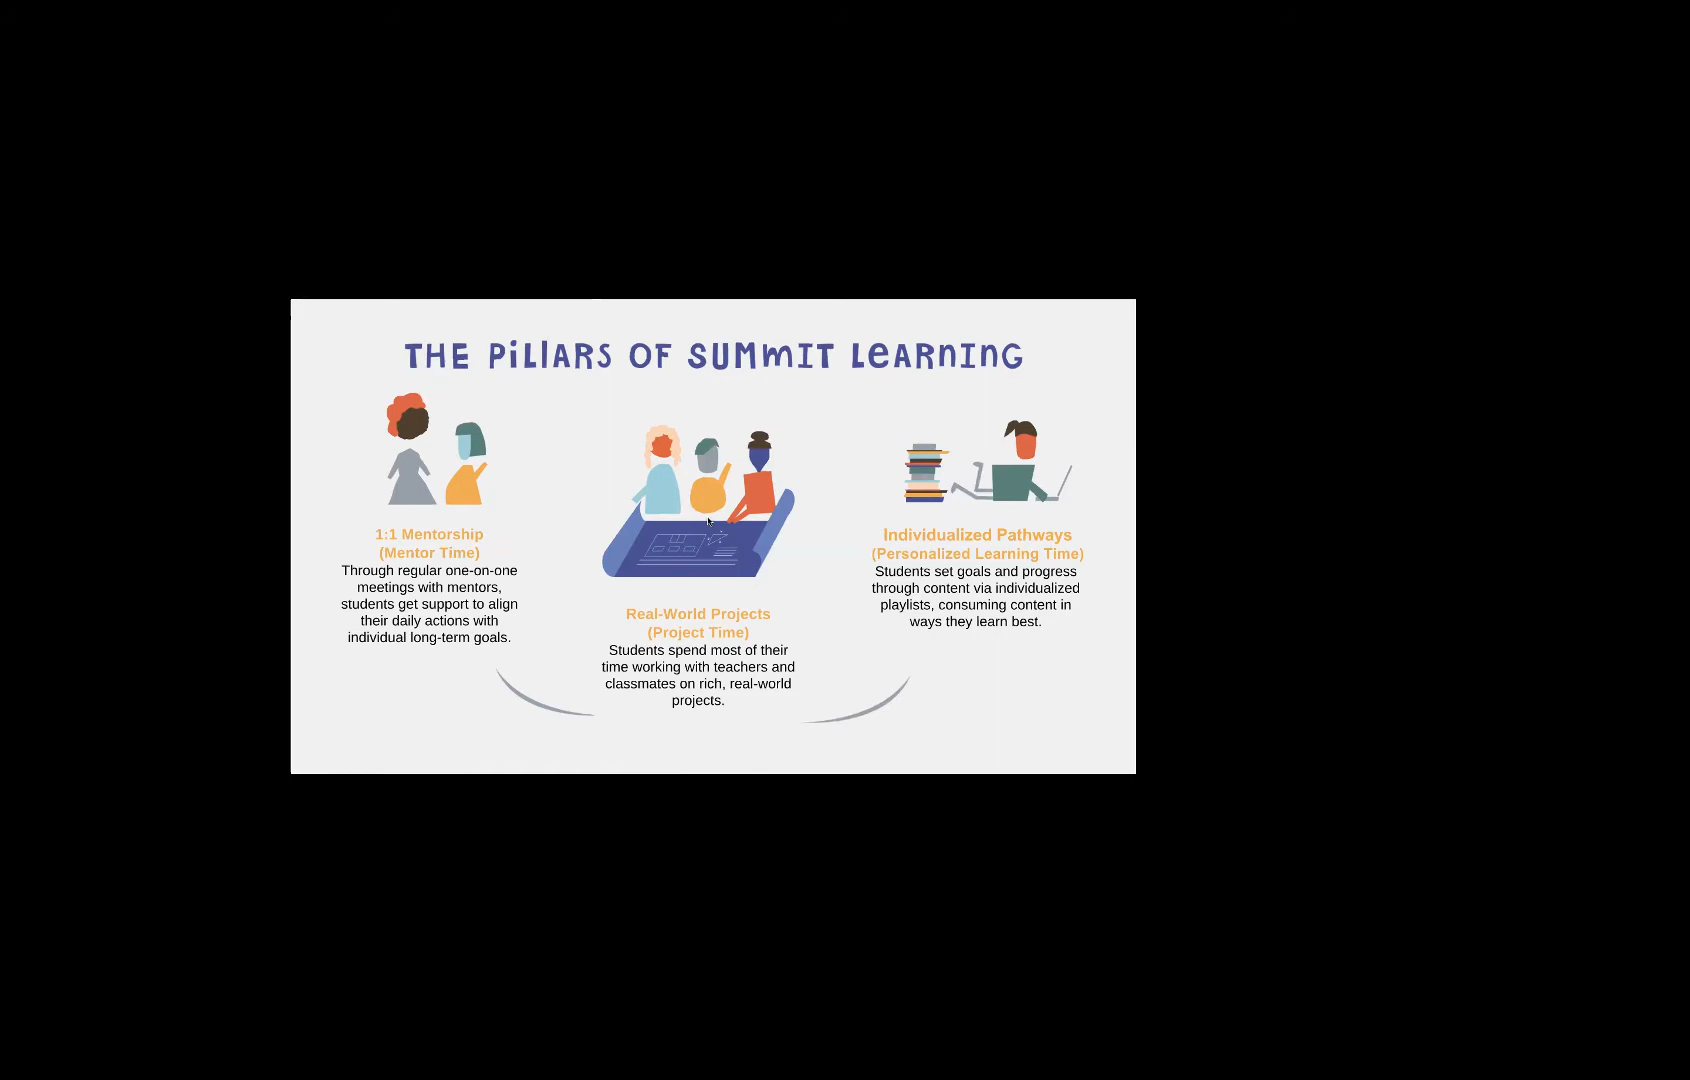 THE PillARS OF SUMmIT LeARnInG
1:1 Mentorship
(Mentor Time)
Through regular one-on-one
meetings with mentors,
students get support to align
their daily actions with
individual long-term goals.
Real-World Projects
(Project Time)
Students spend most of their
time working with teachers and
classmates on rich, real-world
projects.
Individualized Pathways
(Personalized Learning Time)
Students set goals and progress
through content via individualized
playlists, consuming content in
ways they learn best.